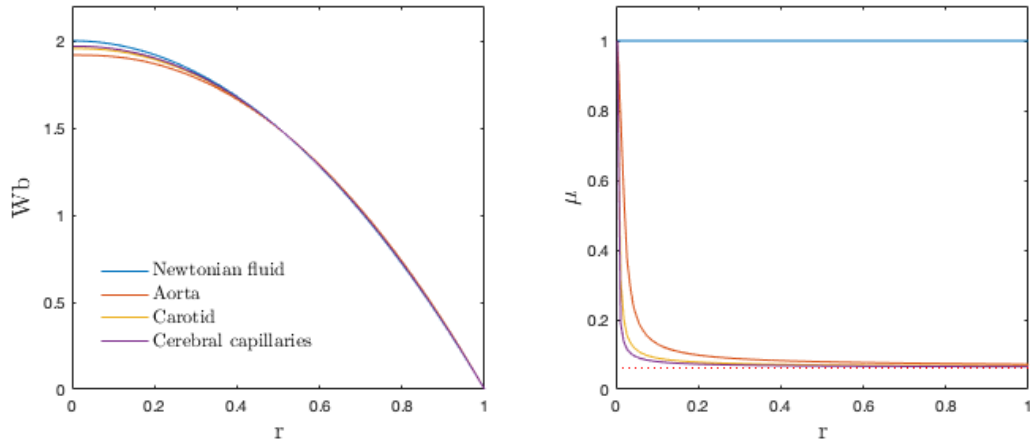 2
1.5
1
0.5
0
Wb
Newtonian fluid
Aorta
Carotid
Cerebral capillaries
0 0.2 0.4 0.6 0.8 1
r
1
0.8
0.6
0.4
0.2
0
μ
0 0.2 0.4 0.6 0.8 1
r